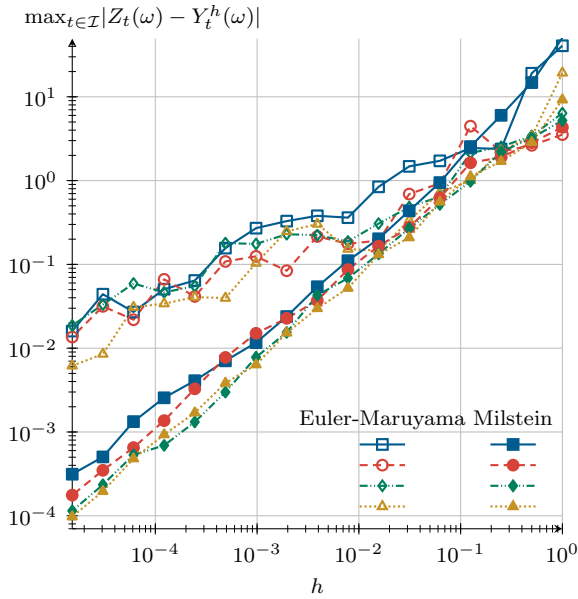 max_{t∈ℐ}|Z_t(ω) − Y_t^h(ω)|
10^1
10^0
10^−1
10^−2
10^−3
10^−4
Euler-Maruyama Milstein
10^−4 10^−3 10^−2 10^−1 10^0
h